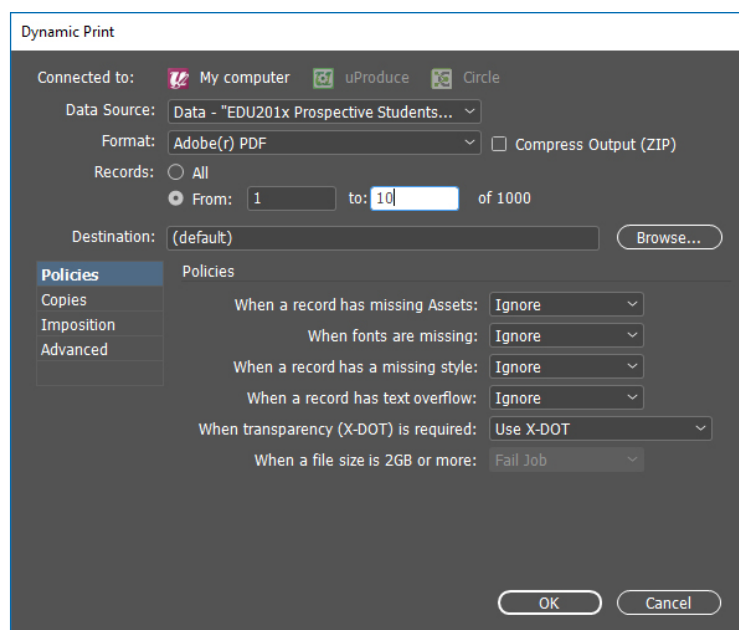 Dynamic Print
Connected to: My computer uProduce Circle
Data Source: Data - "EDU201x Prospective Students...
Format: Adobe(r) PDF Compress Output (ZIP)
Records: All
From: 1 to: 10 of 1000
Destination: (default) Browse...
Policies Policies
Copies When a record has missing Assets: Ignore
Imposition When fonts are missing: Ignore
Advanced When a record has a missing style: Ignore
When a record has text overflow: Ignore
When transparency (X-DOT) is required: Use X-DOT
When a file size is 2GB or more: Fail Job
OK Cancel